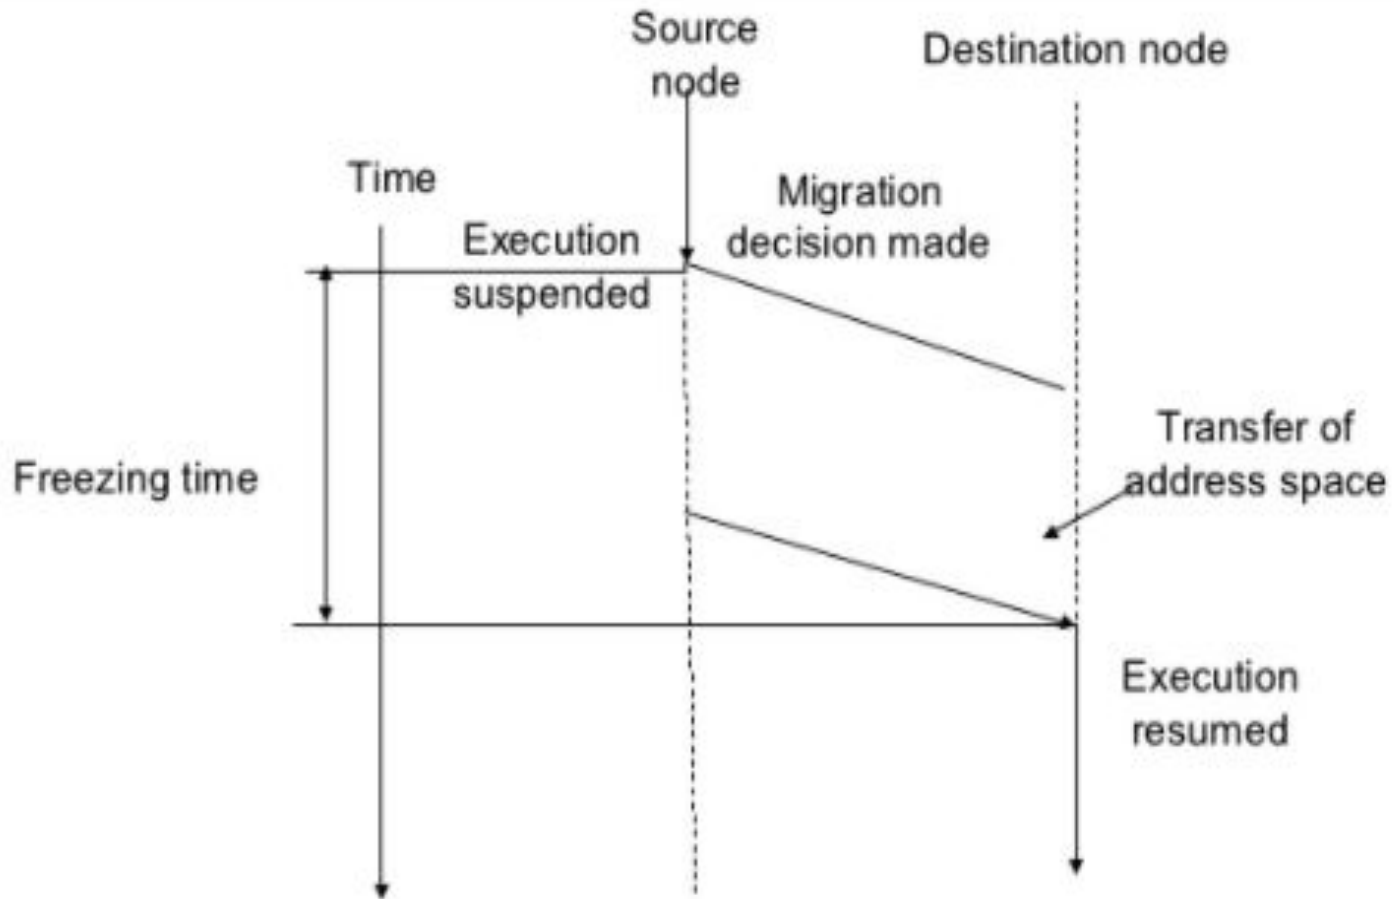 Source
node
Destination node
Time
Migration
decision made
Execution
suspended
Transfer of
address space
Freezing time
Execution
resumed